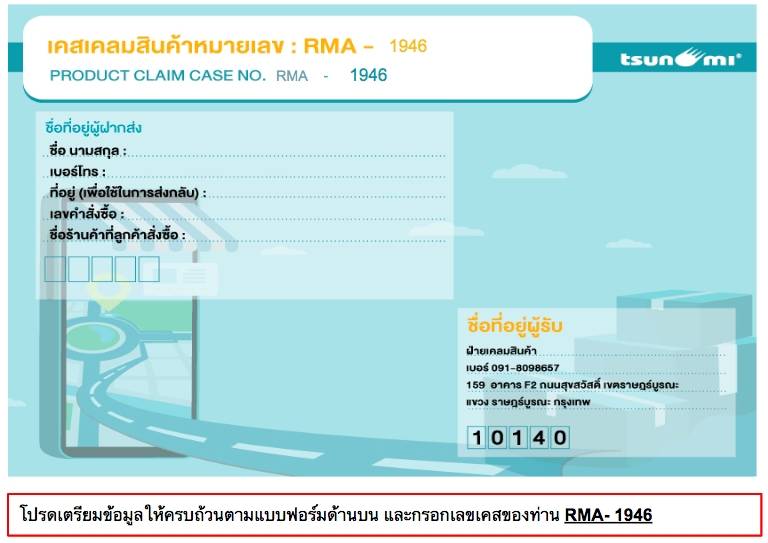 เคสเคลมสินค้าหมายเลข : RMA - 1946
PRODUCT CLAIM CASE NO. RMA - 1946
tsunami
ชื่อที่อยู่ผู้ฝากส่ง
ชื่อ นามสกุล :
เบอร์โทร :
ที่อยู่ (เพื่อใช้ในการส่งกลับ) :
เลขคำสั่งซื้อ :
ชื่อร้านค้าที่ลูกค้าสั่งซื้อ :
ชื่อที่อยู่ผู้รับ
ฝ่ายเคลมสินค้า
เบอร์ 091-8098657
159 อาคาร F2 ถนนสุขสวัสดิ์ เขตราษฎร์บูรณะ
แขวง ราษฎร์บูรณะ กรุงเทพ
10140
โปรดเตรียมข้อมูลให้ครบถ้วนตามแบบฟอร์มด้านบน และกรอกเลขเคสของท่าน RMA- 1946